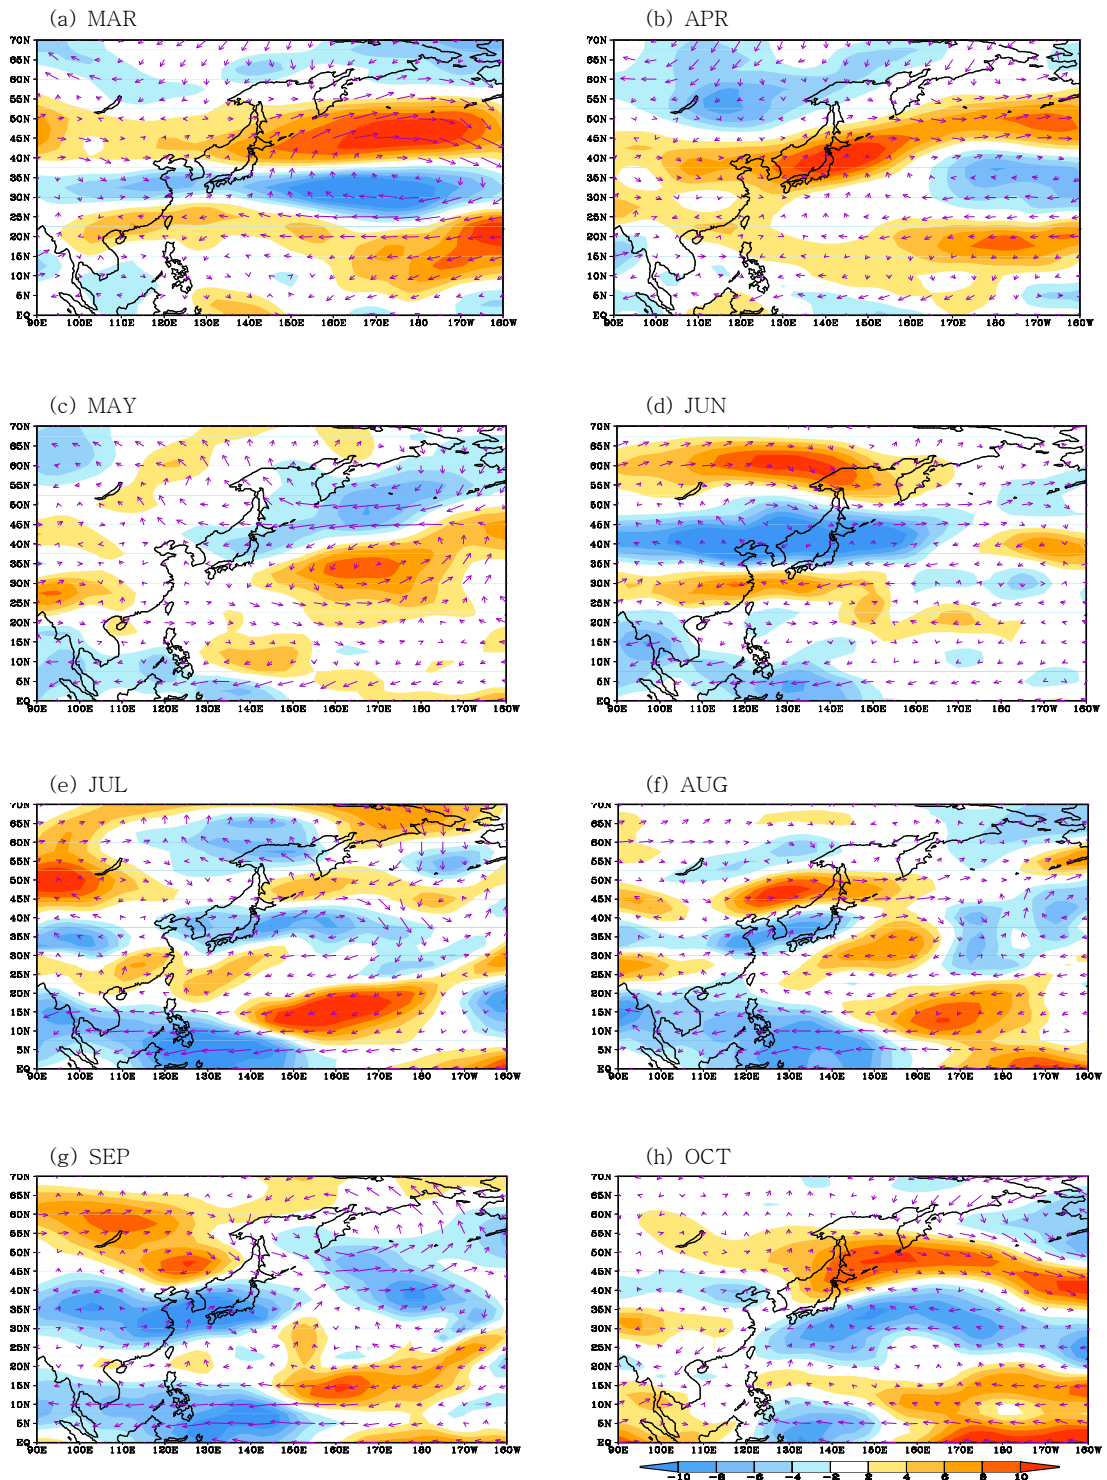 (a) MAR
(b) APR
70N
65N
60N
55N
50N
45N
40N
35N
30N
25N
20N
15N
10N
5N
EQ
90E 100E 110E 120E 130E 140E 150E 160E 170E 180 170W 160W
70N
65N
60N
55N
50N
45N
40N
35N
30N
25N
20N
15N
10N
5N
EQ
90E 100E 110E 120E 130E 140E 150E 160E 170E 180 170W 160W
(c) MAY
(d) JUN
70N
65N
60N
55N
50N
45N
40N
35N
30N
25N
20N
15N
10N
5N
EQ
90E 100E 110E 120E 130E 140E 150E 160E 170E 180 170W 160W
70N
65N
60N
55N
50N
45N
40N
35N
30N
25N
20N
15N
10N
5N
EQ
90E 100E 110E 120E 130E 140E 150E 160E 170E 180 170W 160W
(e) JUL
(f) AUG
70N
65N
60N
55N
50N
45N
40N
35N
30N
25N
20N
15N
10N
5N
EQ
90E 100E 110E 120E 130E 140E 150E 160E 170E 180 170W 160W
70N
65N
60N
55N
50N
45N
40N
35N
30N
25N
20N
15N
10N
5N
EQ
90E 100E 110E 120E 130E 140E 150E 160E 170E 180 170W 160W
(g) SEP
(h) OCT
70N
65N
60N
55N
50N
45N
40N
35N
30N
25N
20N
15N
10N
5N
EQ
90E 100E 110E 120E 130E 140E 150E 160E 170E 180 170W 160W
70N
65N
60N
55N
50N
45N
40N
35N
30N
25N
20N
15N
10N
5N
EQ
90E 100E 110E 120E 130E 140E 150E 160E 170E 180 170W 160W
-10 -8 -6 -4 -2 2 4 6 8 10